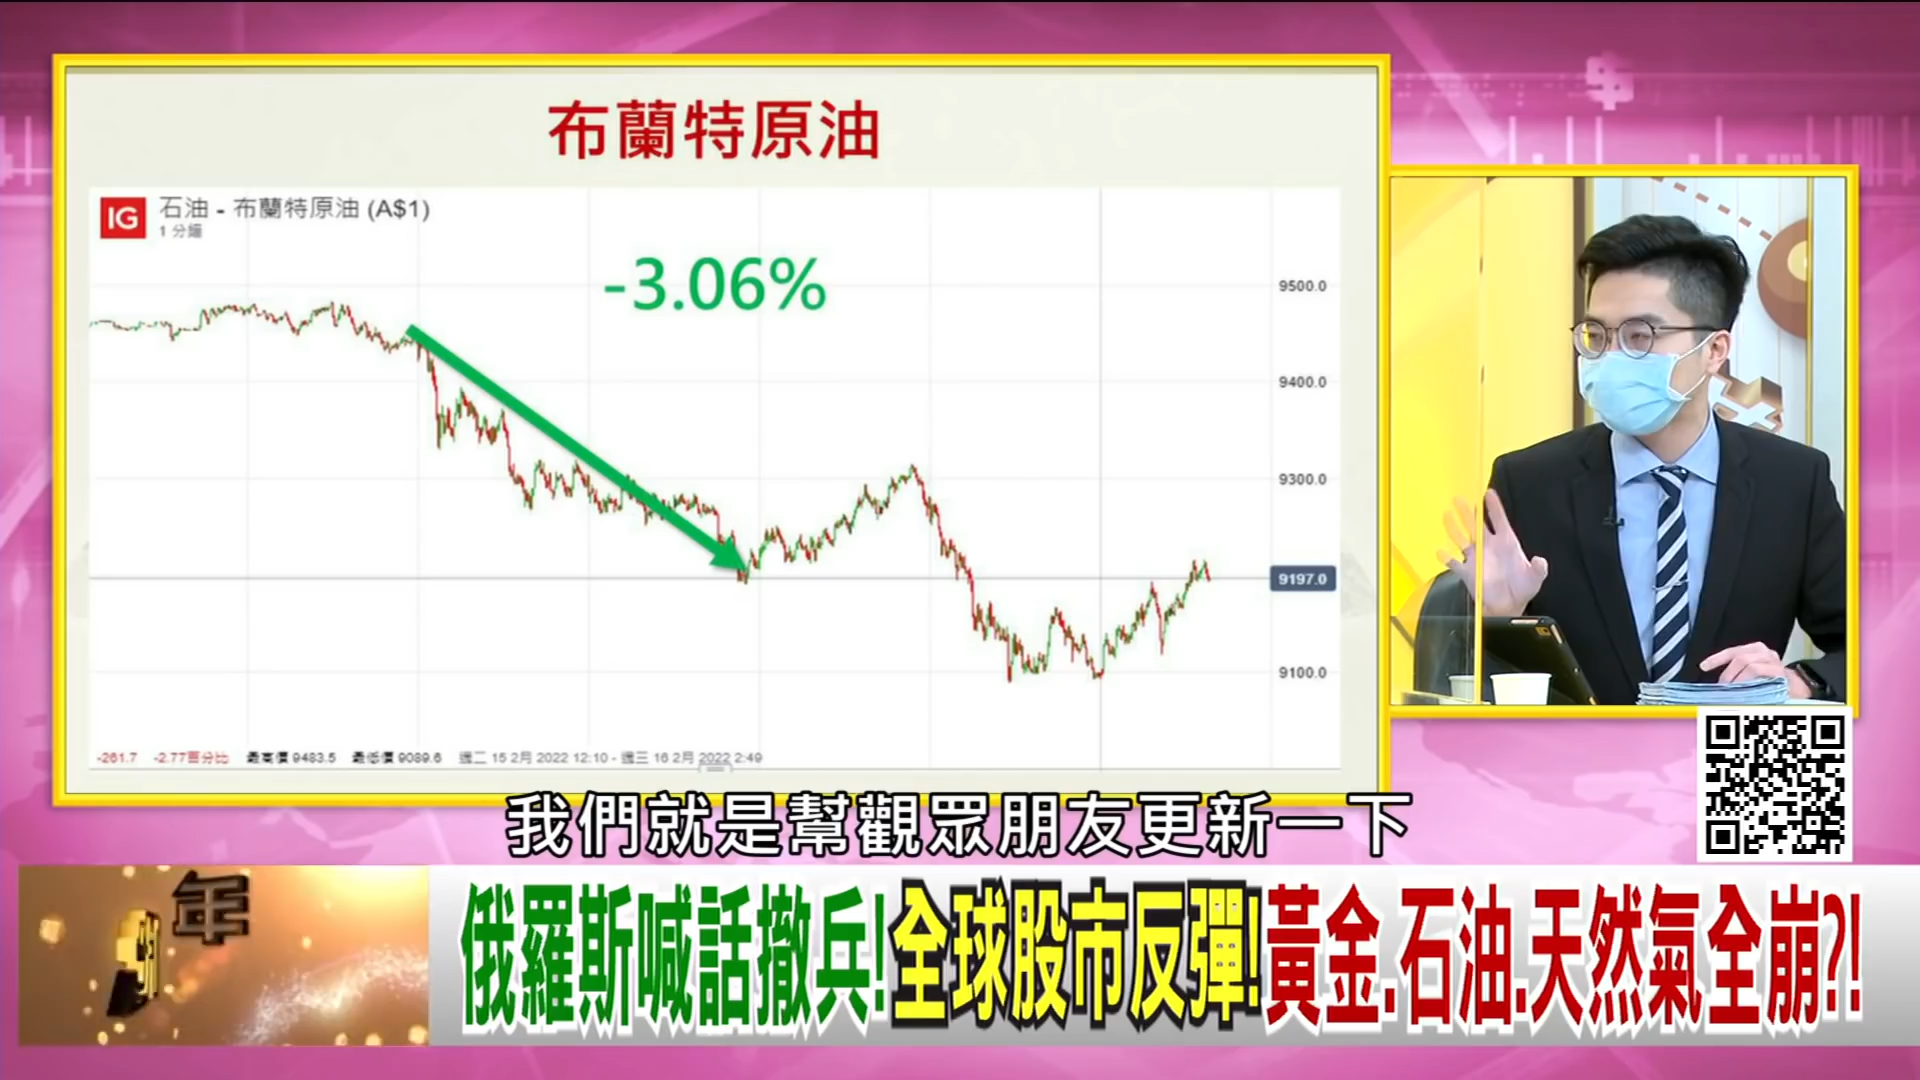 布蘭特原油
IG
石油 - 布蘭特原油 (A$1)
1 分鐘
-3.06%
9500.0
9400.0
9300.0
9197.0
9100.0
-261.7 -2.77百分比 最高價 9483.5 最低價 9089.6 週二 15 2月 2022 12:10 - 週三 16 2月 2022 2:49
我們就是幫觀眾朋友更新一下
年
俄羅斯喊話撤兵!全球股市反彈!黃金.石油.天然氣全崩?!